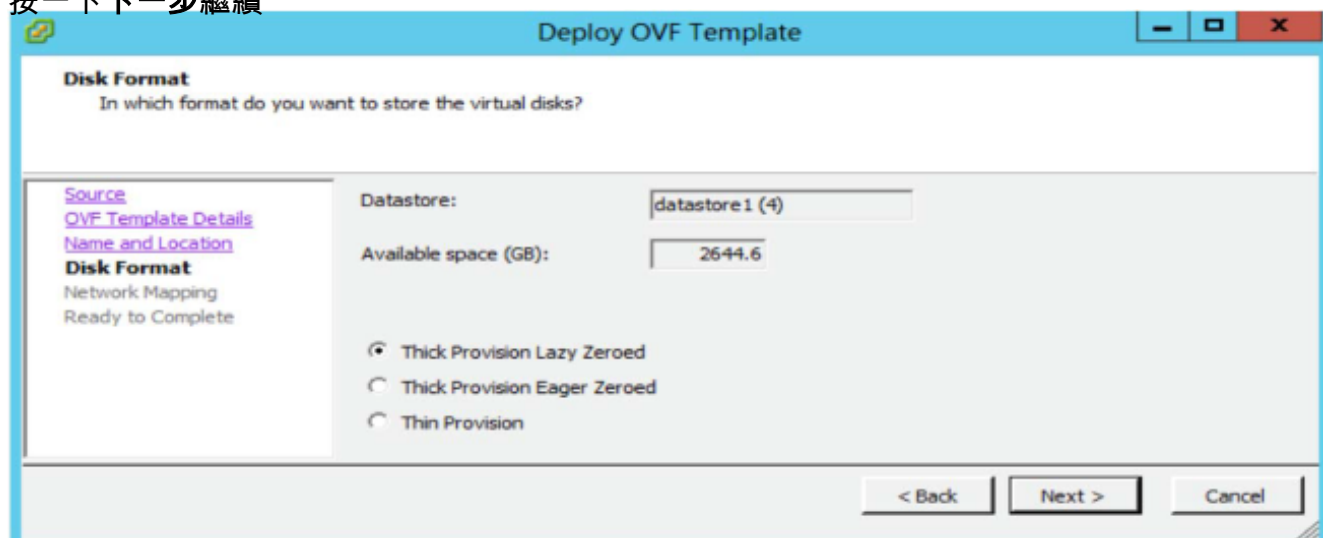 按一下下一步繼續
Deploy OVF Template
Disk Format
In which format do you want to store the virtual disks?
Source
OVF Template Details
Name and Location
Disk Format
Network Mapping
Ready to Complete
Datastore: datastore1 (4)
Available space (GB): 2644.6
Thick Provision Lazy Zeroed
Thick Provision Eager Zeroed
Thin Provision
< Back Next > Cancel